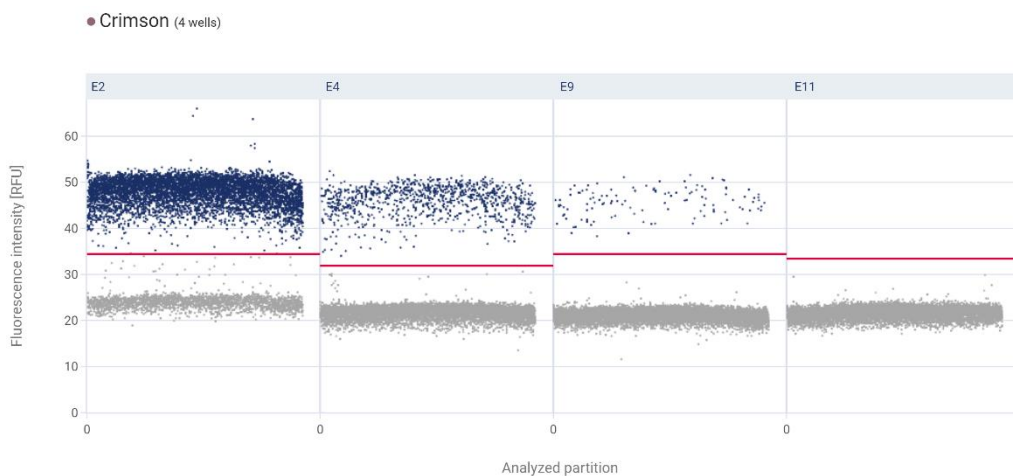 Crimson (4 wells)
E2 E4 E9 E11
60
50
40
30
20
10
0
0 0 0 0
Fluorescence intensity [RFU]
Analyzed partition